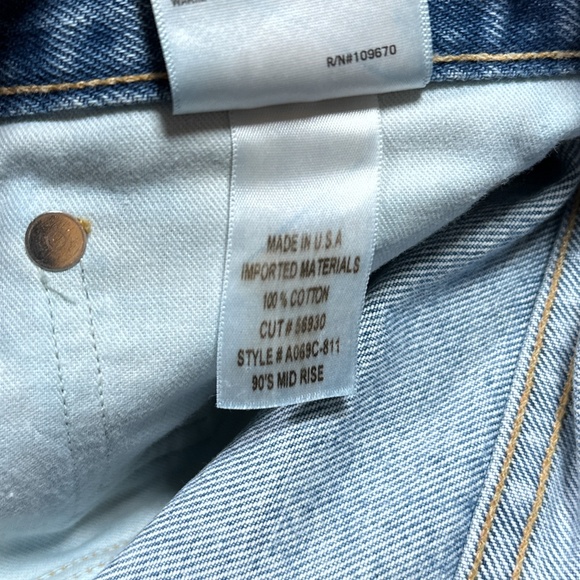 R/N#109670
MADE IN U.S.A
IMPORTED MATERIALS
100% COTTON
CUT # 56930
STYLE # A069C-811
90'S MID RISE